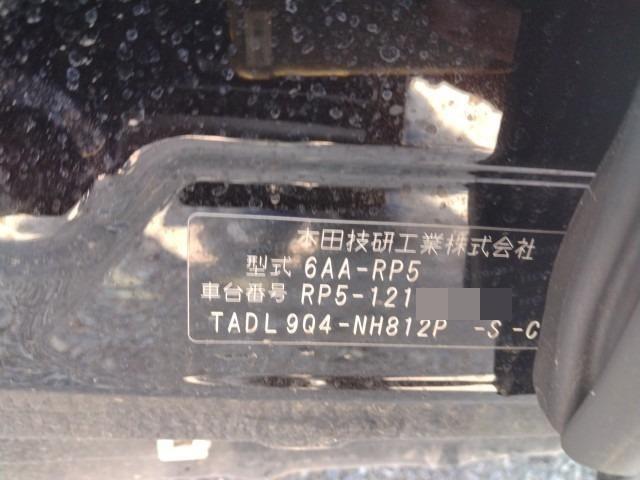 本田技研工業株式会社
型式 6AA-RP5
車台番号 RP5-121
TADL 9Q4-NH812P -S -C